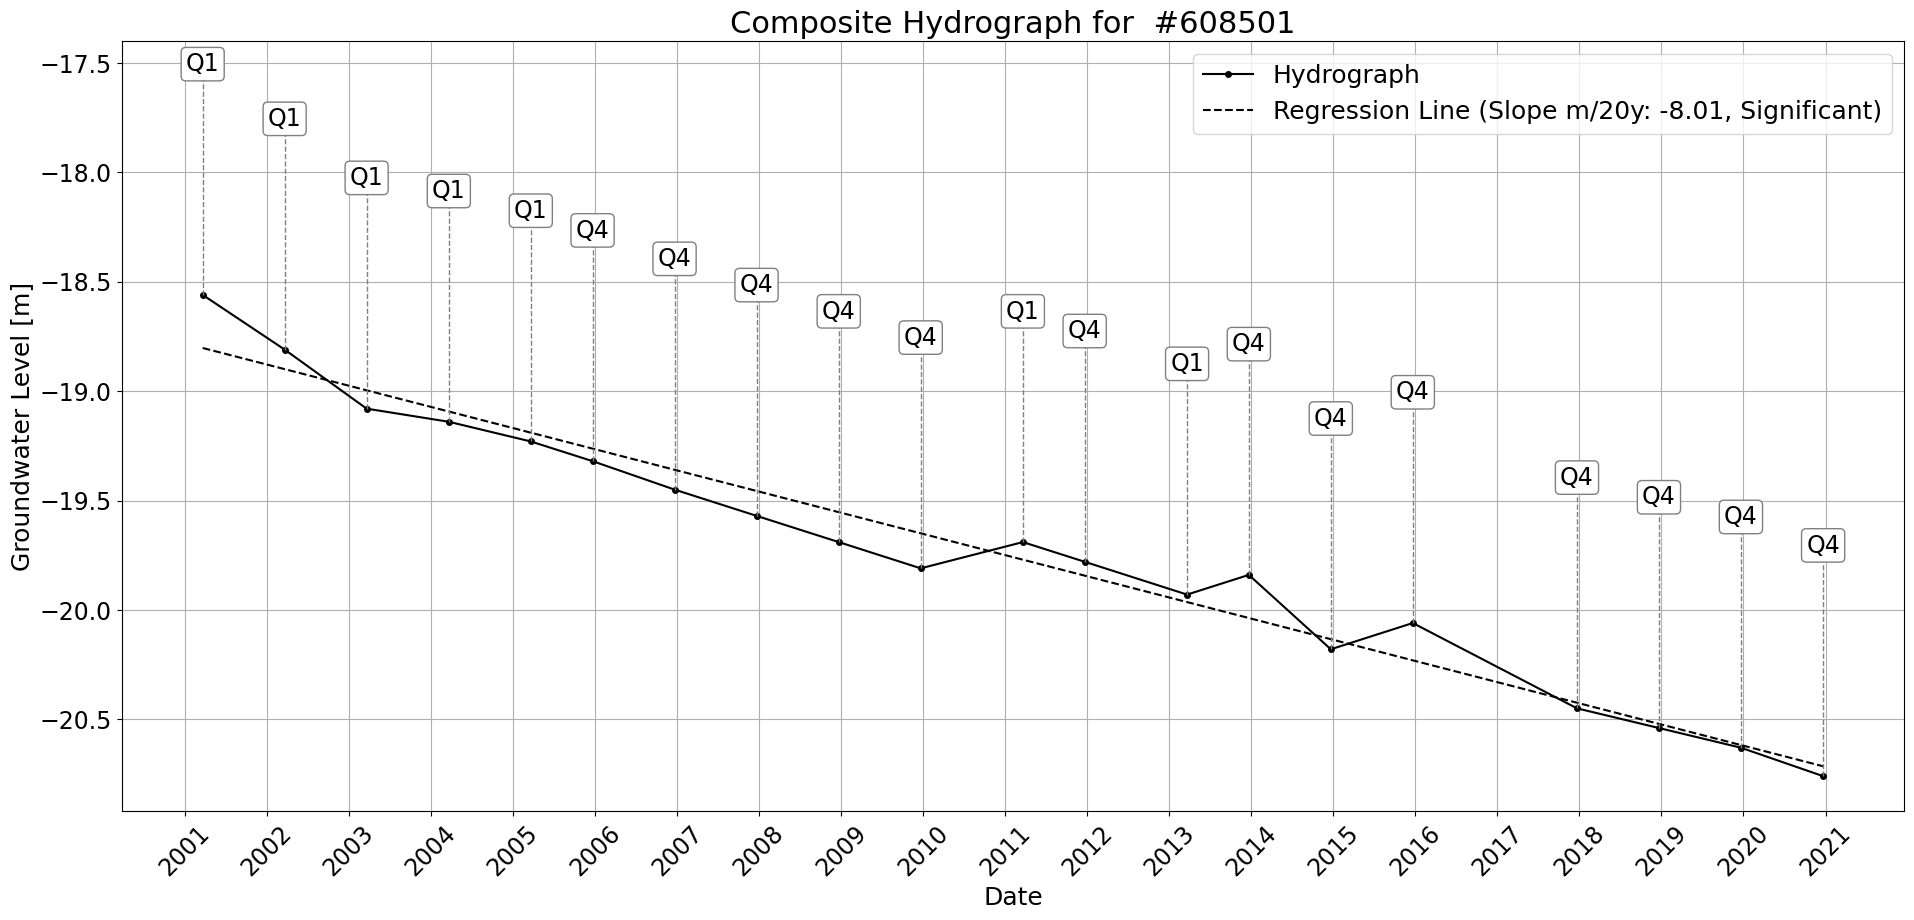 Composite Hydrograph for  #608501
Hydrograph
Regression Line (Slope m/20y: -8.01, Significant)
Groundwater Level [m]
−17.5
−18.0
−18.5
−19.0
−19.5
−20.0
−20.5
Q1
Q1
Q1
Q1
Q1
Q4
Q4
Q4
Q4
Q4
Q1
Q4
Q1
Q4
Q4
Q4
Q4
Q4
Q4
Q4
2001
2002
2003
2004
2005
2006
2007
2008
2009
2010
2011
2012
2013
2014
2015
2016
2017
2018
2019
2020
2021
Date